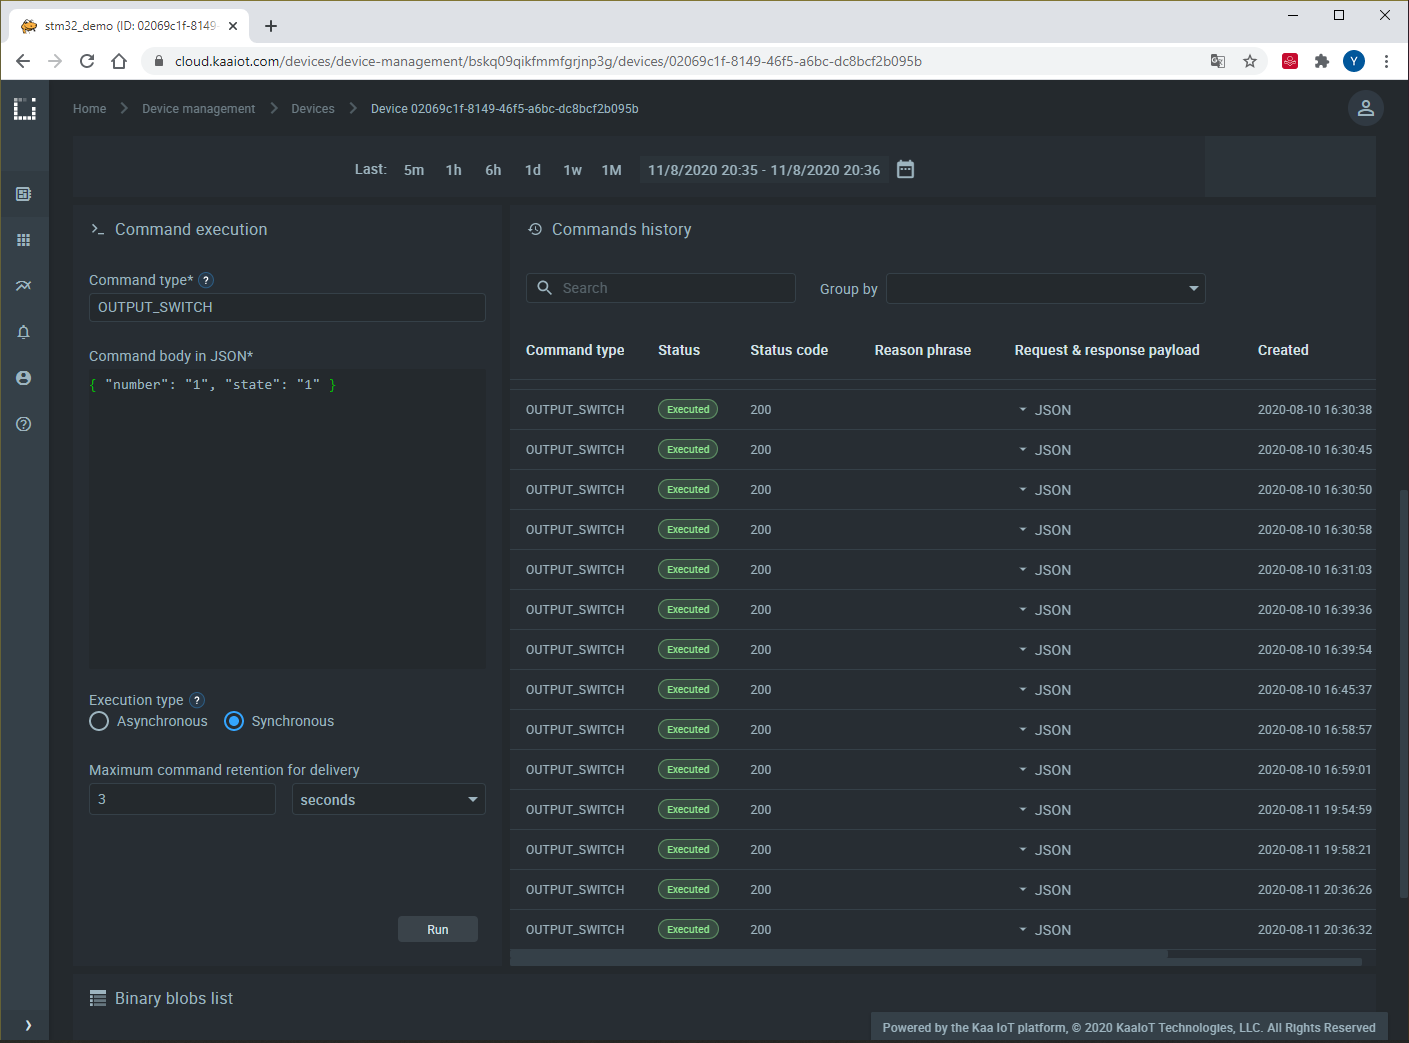 stm32_demo (ID: 02069c1f-8149-
cloud.kaaiot.com/devices/device-management/bskq09qikfmmfgrjnp3g/devices/02069c1f-8149-46f5-a6bc-dc8bcf2b095b
Y
Home Device management Devices Device 02069c1f-8149-46f5-a6bc-dc8bcf2b095b
Last: 5m 1h 6h 1d 1w 1M 11/8/2020 20:35 - 11/8/2020 20:36
Command execution
Command type* ?
OUTPUT_SWITCH
Command body in JSON*
{ "number": "1", "state": "1" }
Execution type ?
Asynchronous Synchronous
Maximum command retention for delivery
3 seconds
Run
Commands history
Search Group by
Command type Status Status code Reason phrase Request & response payload Created
OUTPUT_SWITCH Executed 200 JSON 2020-08-10 16:30:38
OUTPUT_SWITCH Executed 200 JSON 2020-08-10 16:30:45
OUTPUT_SWITCH Executed 200 JSON 2020-08-10 16:30:50
OUTPUT_SWITCH Executed 200 JSON 2020-08-10 16:30:58
OUTPUT_SWITCH Executed 200 JSON 2020-08-10 16:31:03
OUTPUT_SWITCH Executed 200 JSON 2020-08-10 16:39:36
OUTPUT_SWITCH Executed 200 JSON 2020-08-10 16:39:54
OUTPUT_SWITCH Executed 200 JSON 2020-08-10 16:45:37
OUTPUT_SWITCH Executed 200 JSON 2020-08-10 16:58:57
OUTPUT_SWITCH Executed 200 JSON 2020-08-10 16:59:01
OUTPUT_SWITCH Executed 200 JSON 2020-08-11 19:54:59
OUTPUT_SWITCH Executed 200 JSON 2020-08-11 19:58:21
OUTPUT_SWITCH Executed 200 JSON 2020-08-11 20:36:26
OUTPUT_SWITCH Executed 200 JSON 2020-08-11 20:36:32
Binary blobs list
Powered by the Kaa IoT platform, © 2020 KaaIoT Technologies, LLC. All Rights Reserved